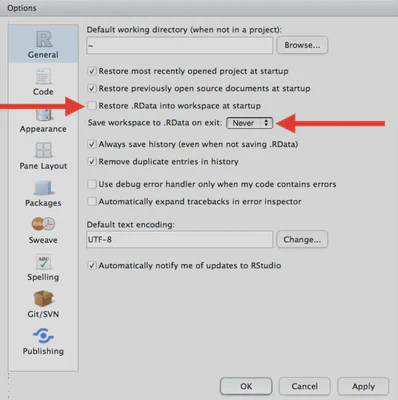 Options
General
Code
Appearance
Pane Layout
Packages
Sweave
ABC
Spelling
Git/SVN
Publishing
Default working directory (when not in a project):
~
Browse...
Restore most recently opened project at startup
Restore previously open source documents at startup
Restore .RData into workspace at startup
Save workspace to .RData on exit: Never
Always save history (even when not saving .RData)
Remove duplicate entries in history
Use debug error handler only when my code contains errors
Automatically expand tracebacks in error inspector
Default text encoding:
UTF-8
Change...
Automatically notify me of updates to RStudio
OK
Cancel
Apply